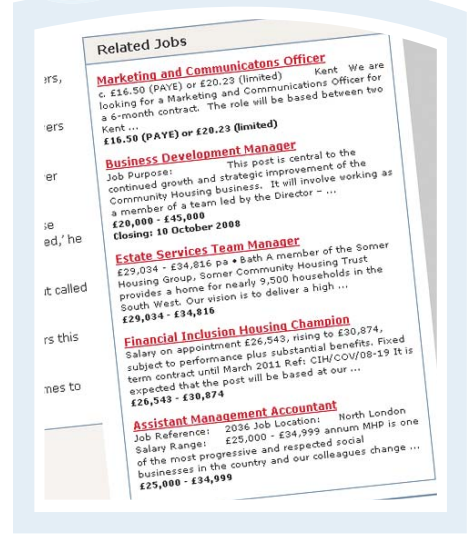 ers,
ers
er
se
ed,' he
t called
rs this
mes to
Related Jobs
Marketing and Communicatons Officer
c. £16.50 (PAYE) or £20.23 (limited) Kent We are
looking for a Marketing and Communications Officer for
a 6-month contract. The role will be based between two
Kent ...
£16.50 (PAYE) or £20.23 (limited)
Business Development Manager
Job Purpose: This post is central to the
continued growth and strategic improvement of the
Community Housing business. It will involve working as
a member of a team led by the Director – ...
£20,000 - £45,000
Closing: 10 October 2008
Estate Services Team Manager
£29,034 - £34,816 pa • Bath A member of the Somer
Housing Group, Somer Community Housing Trust
provides a home for nearly 9,500 households in the
South West. Our vision is to deliver a high ...
£29,034 - £34,816
Financial Inclusion Housing Champion
Salary on appointment £26,543, rising to £30,874,
subject to performance plus substantial benefits. Fixed
term contract until March 2011 Ref: CIH/COV/08-19 It is
expected that the post will be based at our ...
£26,543 - £30,874
Assistant Management Accountant
Job Reference: 2036 Job Location: North London
Salary Range: £25,000 - £34,999 annum MHP is one
of the most progressive and respected social
businesses in the country and our colleagues change ...
£25,000 - £34,999